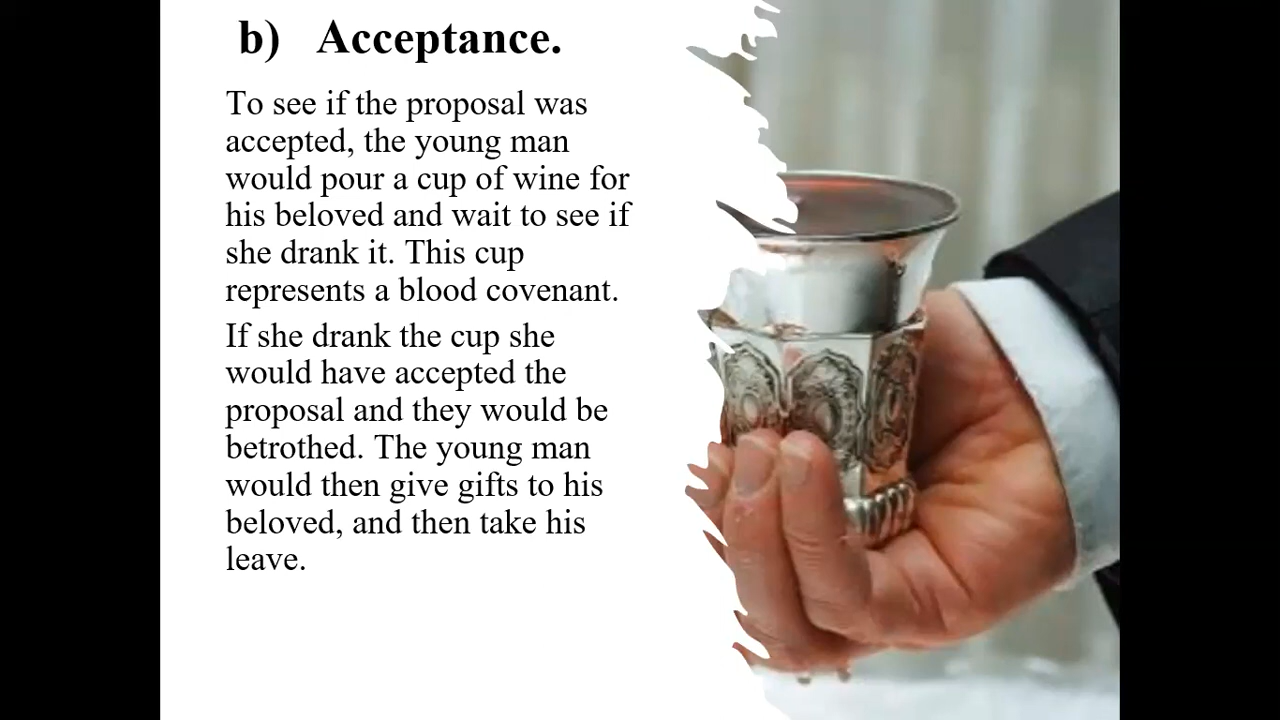 b) Acceptance.
To see if the proposal was
accepted, the young man
would pour a cup of wine for
his beloved and wait to see if
she drank it. This cup
represents a blood covenant.
If she drank the cup she
would have accepted the
proposal and they would be
betrothed. The young man
would then give gifts to his
beloved, and then take his
leave.